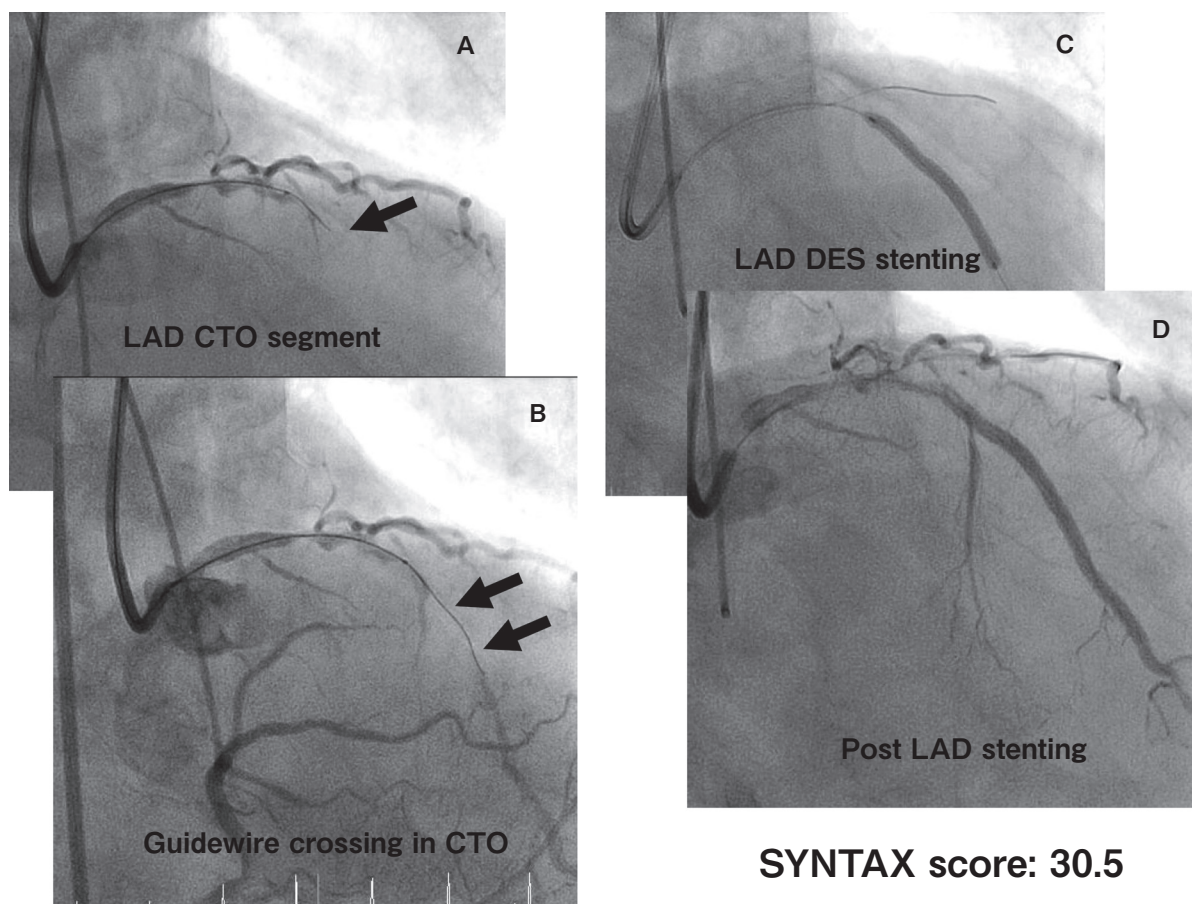 A
LAD CTO segment
B
Guidewire crossing in CTO
C
LAD DES stenting
D
Post LAD stenting
SYNTAX score: 30.5